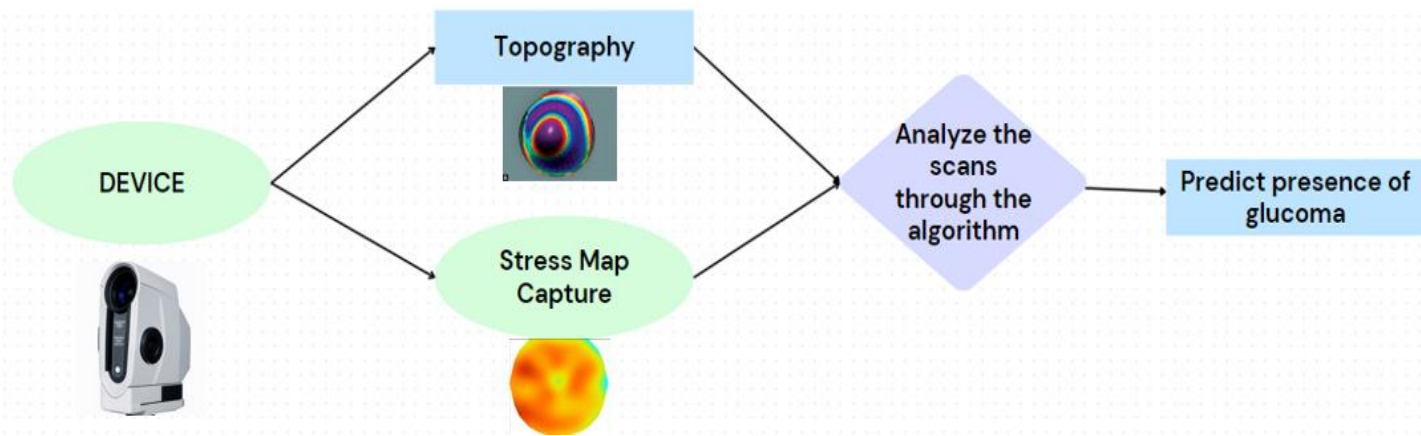 DEVICE
Topography
Stress Map
Capture
Analyze the
scans
through the
algorithm
Predict presence of
glucoma